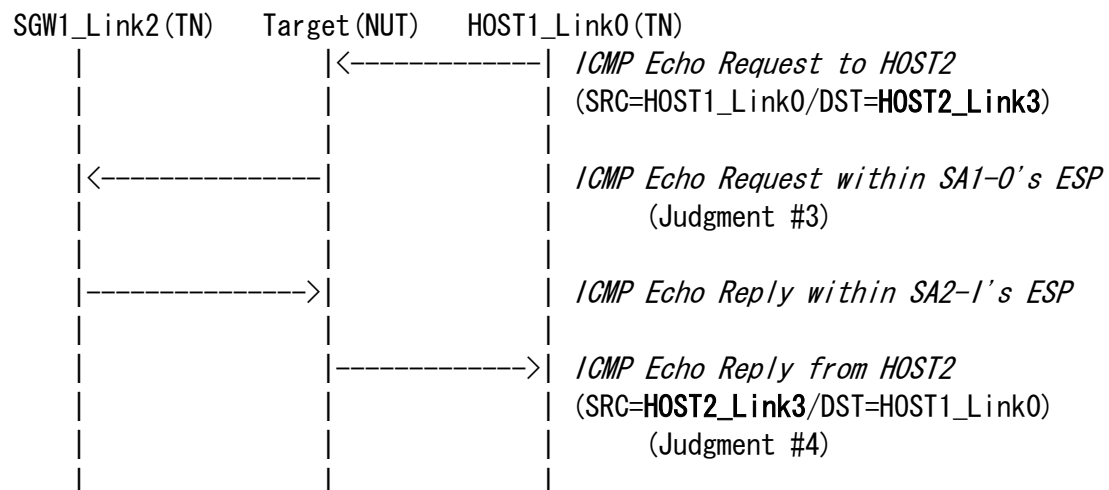 SGW1_Link2(TN) Target(NUT) HOST1_Link0(TN)
| |<-------------| ICMP Echo Request to HOST2
| | | (SRC=HOST1_Link0/DST=HOST2_Link3)
| | |
|<---------------| | ICMP Echo Request within SA1-O's ESP
| | | (Judgment #3)
| | |
|--------------->| | ICMP Echo Reply within SA2-I's ESP
| | |
| |------------->| ICMP Echo Reply from HOST2
| | | (SRC=HOST2_Link3/DST=HOST1_Link0)
| | | (Judgment #4)
| | |